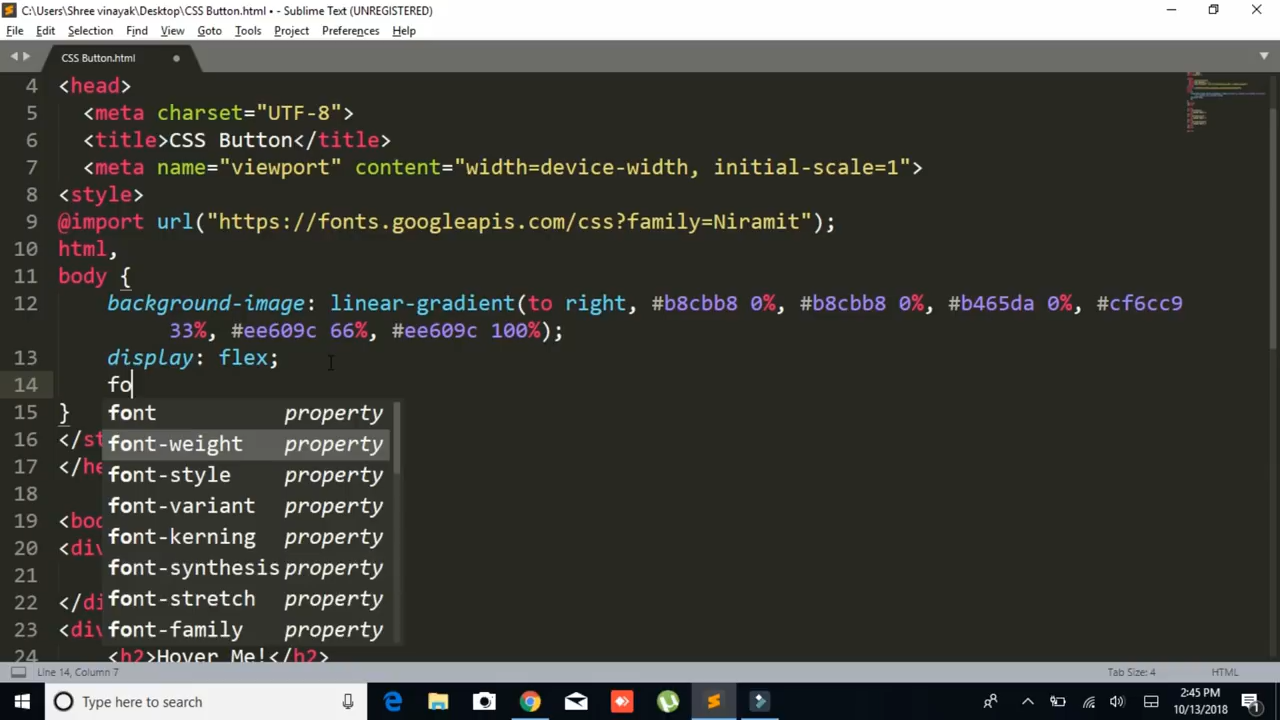 C:\Users\Shree vinayak\Desktop\CSS Button.html • - Sublime Text (UNREGISTERED)
File Edit Selection Find View Goto Tools Project Preferences Help
CSS Button.html
4 <head>
5 <meta charset="UTF-8">
6 <title>CSS Button</title>
7 <meta name="viewport" content="width=device-width, initial-scale=1">
8 <style>
9 @import url("https://fonts.googleapis.com/css?family=Niramit");
10 html,
11 body {
12 background-image: linear-gradient(to right, #b8cbb8 0%, #b8cbb8 0%, #b465da 0%, #cf6cc9
33%, #ee609c 66%, #ee609c 100%);
13 display: flex;
14 fo
15 }
font property
16 </st
font-weight property
17 </he
font-style property
18
font-variant property
19 <bod
font-kerning property
20 <div
font-synthesis property
21
font-stretch property
22 </di
23 <div
font-family property
24 <h2>Hover Me!</h2>
Line 14, Column 7 Tab Size: 4 HTML
Type here to search
2:45 PM
10/13/2018
1